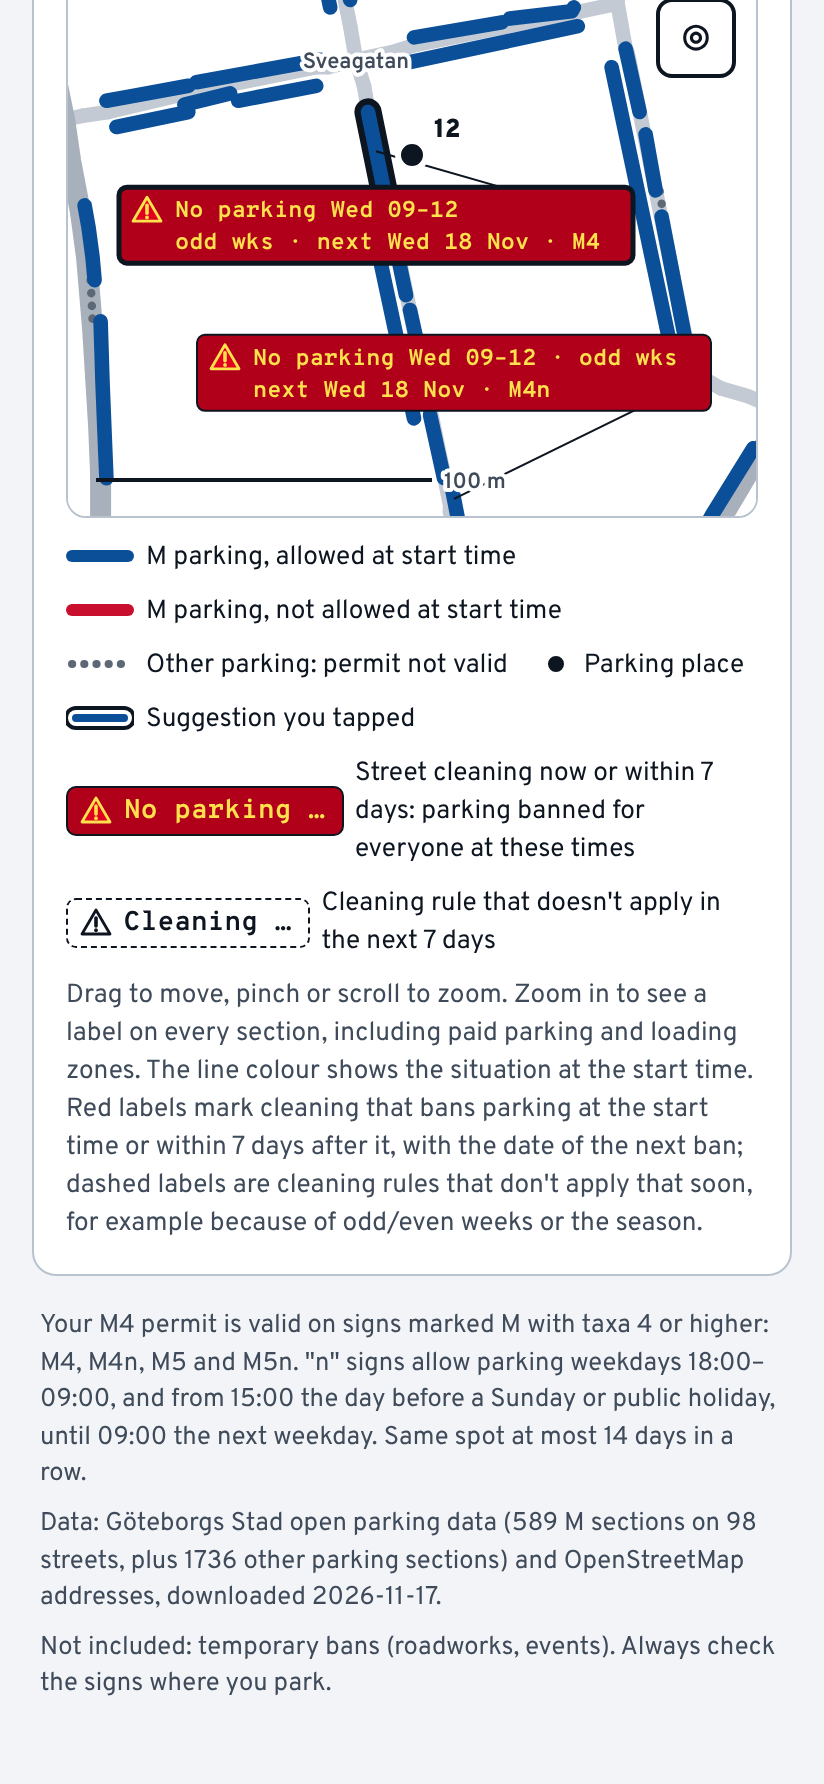 Sveagatan
12
No parking Wed 09–12
odd wks · next Wed 18 Nov · M4
No parking Wed 09–12 · odd wks
next Wed 18 Nov · M4n
100 m
M parking, allowed at start time
M parking, not allowed at start time
Other parking: permit not valid
Parking place
Suggestion you tapped
No parking …
Street cleaning now or within 7
days: parking banned for
everyone at these times
Cleaning …
Cleaning rule that doesn't apply in
the next 7 days
Drag to move, pinch or scroll to zoom. Zoom in to see a
label on every section, including paid parking and loading
zones. The line colour shows the situation at the start time.
Red labels mark cleaning that bans parking at the start
time or within 7 days after it, with the date of the next ban;
dashed labels are cleaning rules that don't apply that soon,
for example because of odd/even weeks or the season.
Your M4 permit is valid on signs marked M with taxa 4 or higher:
M4, M4n, M5 and M5n. "n" signs allow parking weekdays 18:00–
09:00, and from 15:00 the day before a Sunday or public holiday,
until 09:00 the next weekday. Same spot at most 14 days in a
row.
Data: Göteborgs Stad open parking data (589 M sections on 98
streets, plus 1736 other parking sections) and OpenStreetMap
addresses, downloaded 2026-11-17.
Not included: temporary bans (roadworks, events). Always check
the signs where you park.